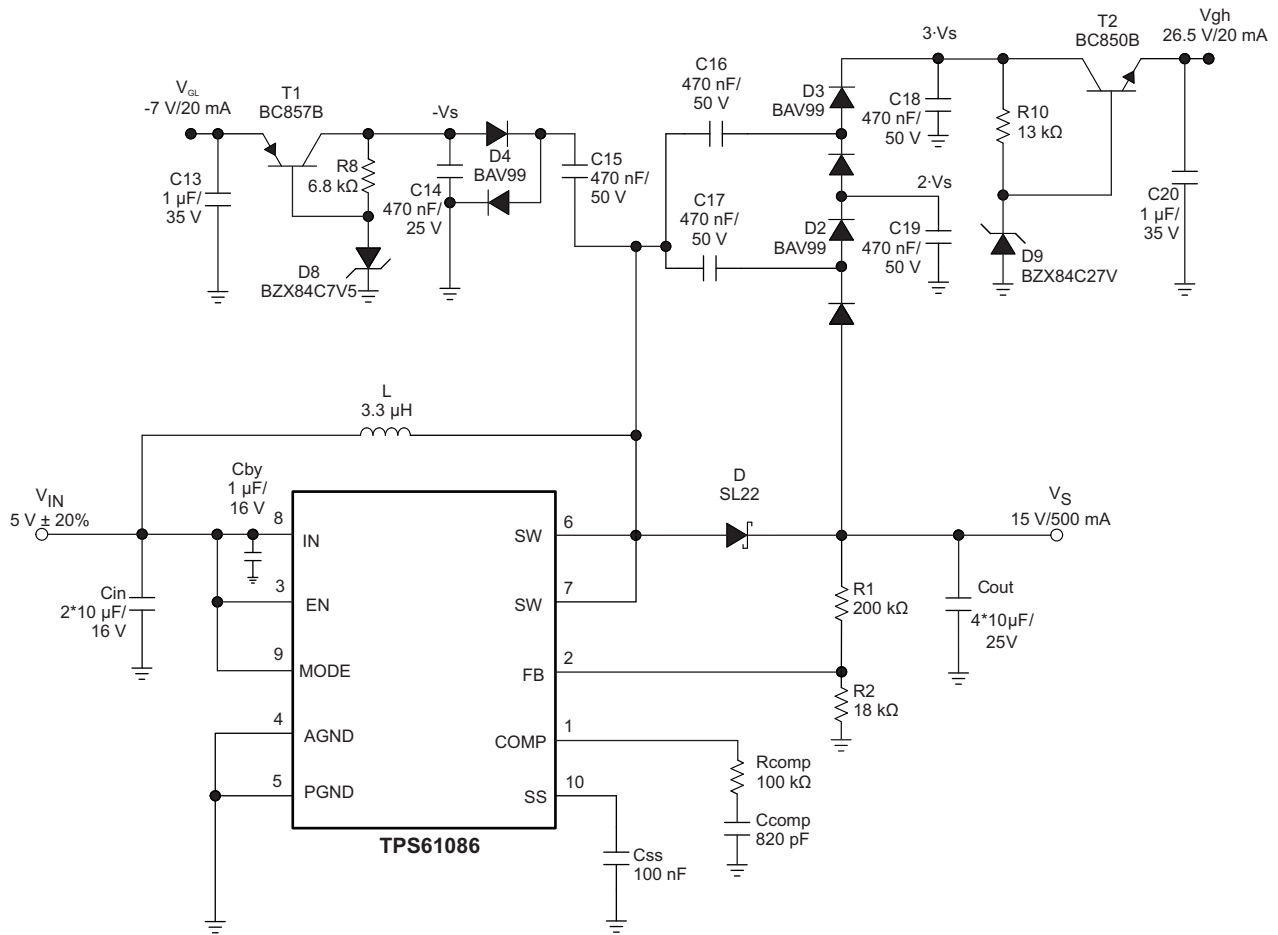 T2
BC850B
Vgh
26.5 V/20 mA
3·Vs
C16
470 nF/
50 V
D3
BAV99
C18
470 nF/
50 V
R10
13 kΩ
VGL
-7 V/20 mA
T1
BC857B
-Vs
D4
BAV99
C15
470 nF/
50 V
R8
6.8 kΩ
C13
1 µF/
35 V
C14
470 nF/
25 V
C17
470 nF/
50 V
2·Vs
C20
1 µF/
35 V
D2
BAV99
C19
470 nF/
50 V
D9
BZX84C27V
D8
BZX84C7V5
L
3.3 µH
Cby
1 µF/
16 V
VIN
5 V ± 20%
D
SL22
VS
15 V/500 mA
8
IN
SW
6
3
EN
SW
7
Cin
2*10 µF/
16 V
R1
200 kΩ
Cout
4*10µF/
25V
9
MODE
FB
2
R2
18 kΩ
4
AGND
COMP
1
Rcomp
100 kΩ
5
PGND
SS
10
Ccomp
820 pF
TPS61086
Css
100 nF